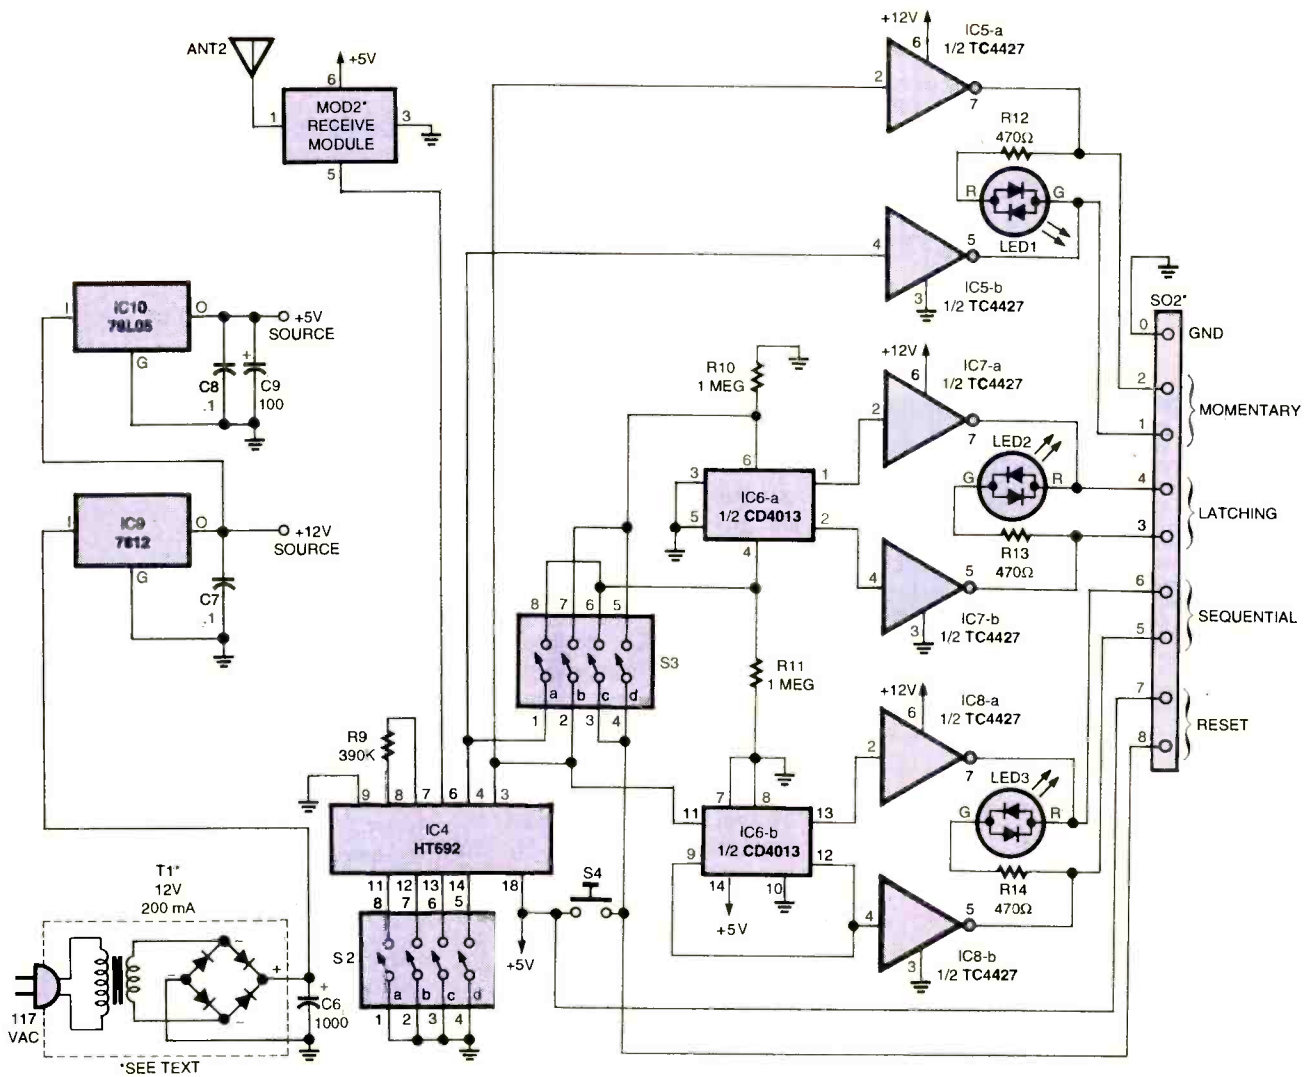 ANT2
+5V
6
1
MOD2*
RECEIVE
MODULE
3
5
+12V
6
IC5-a
1/2 TC4427
2
7
R12
470Ω
R
G
LED1
4
5
IC5-b
3
1/2 TC4427
I
IC10
78L05
O
G
+5V
SOURCE
C8
.1
+
C9
100
I
IC9
7812
O
G
+12V
SOURCE
C7
.1
R10
1 MEG
6
3
5
IC6-a
1/2 CD4013
1
2
4
+12V
6
IC7-a
1/2 TC4427
2
7
LED2
G
R
R13
470Ω
4
5
IC7-b
3
1/2 TC4427
SO2*
0
GND
2
1
MOMENTARY
4
3
LATCHING
6
5
SEQUENTIAL
7
8
RESET
8
7
6
5
S3
a
b
c
d
1
2
3
4
R11
1 MEG
R9
390K
9
8
7
6
4
3
IC4
HT692
11
12
13
14
18
+5V
S4
8
7
6
5
S2
a
b
c
d
1
2
3
4
7
8
11
9
IC6-b
1/2 CD4013
13
12
14
10
+5V
+12V
6
IC8-a
1/2 TC4427
2
7
LED3
G
R
R14
470Ω
4
5
IC8-b
3
1/2 TC4427
T1*
12V
200 mA
117
VAC
−
−
+
−
+
C6
1000
*SEE TEXT